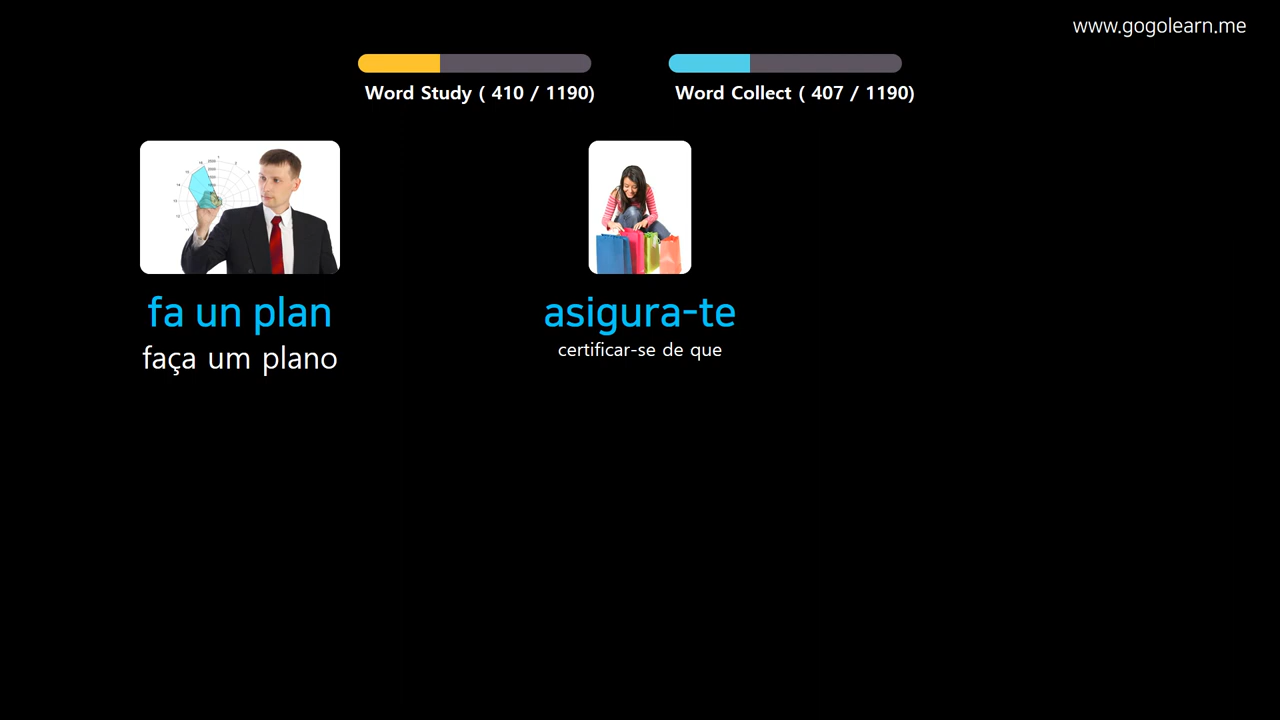 www.gogolearn.me
Word Study ( 410 / 1190)
Word Collect ( 407 / 1190)
fa un plan
faça um plano
asigura-te
certificar-se de que